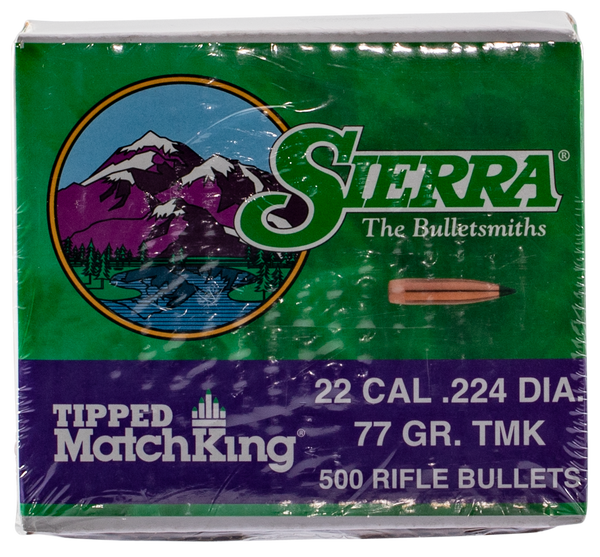 SIERRA®
The Bulletsmiths
22 CAL .224 DIA.
TIPPED
MatchKing®
77 GR. TMK
500 RIFLE BULLETS